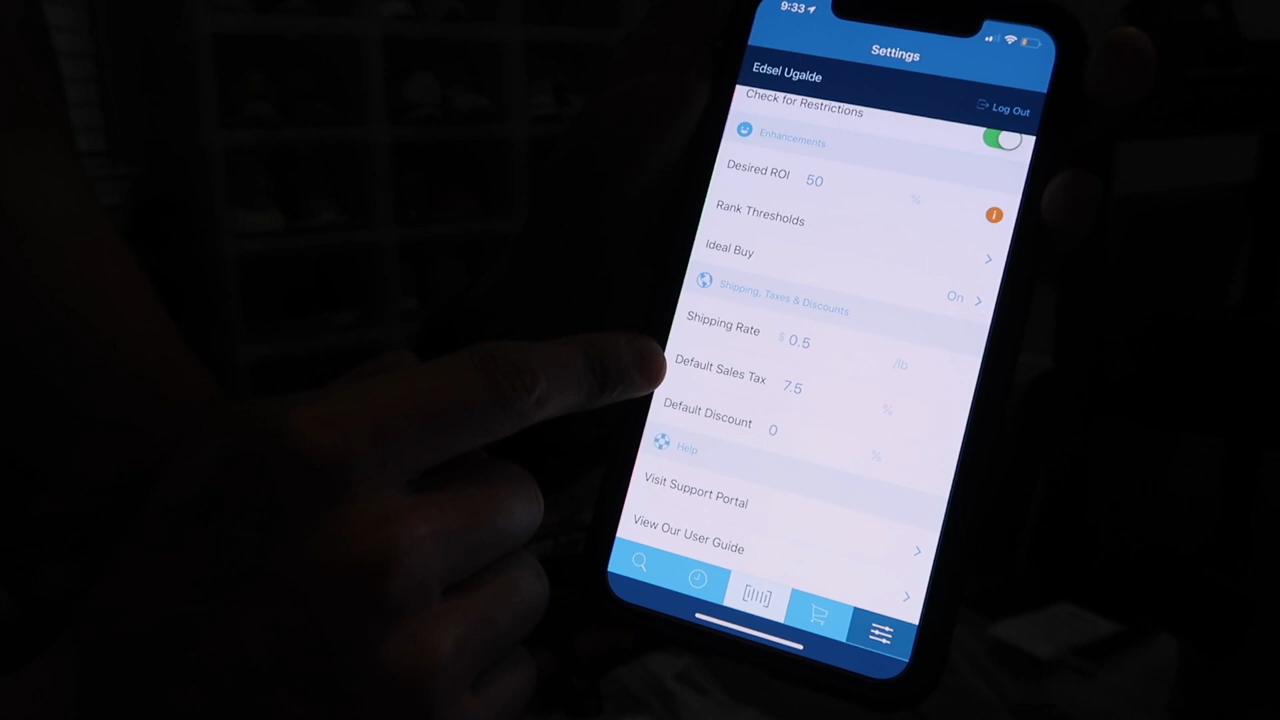 9:33
Settings
Edsel Ugalde
Log Out
Check for Restrictions
Enhancements
Desired ROI 50 %
Rank Thresholds
Ideal Buy On
Shipping, Taxes & Discounts
Shipping Rate $ 0.5 /lb
Default Sales Tax 7.5 %
Default Discount 0 %
Help
Visit Support Portal
View Our User Guide